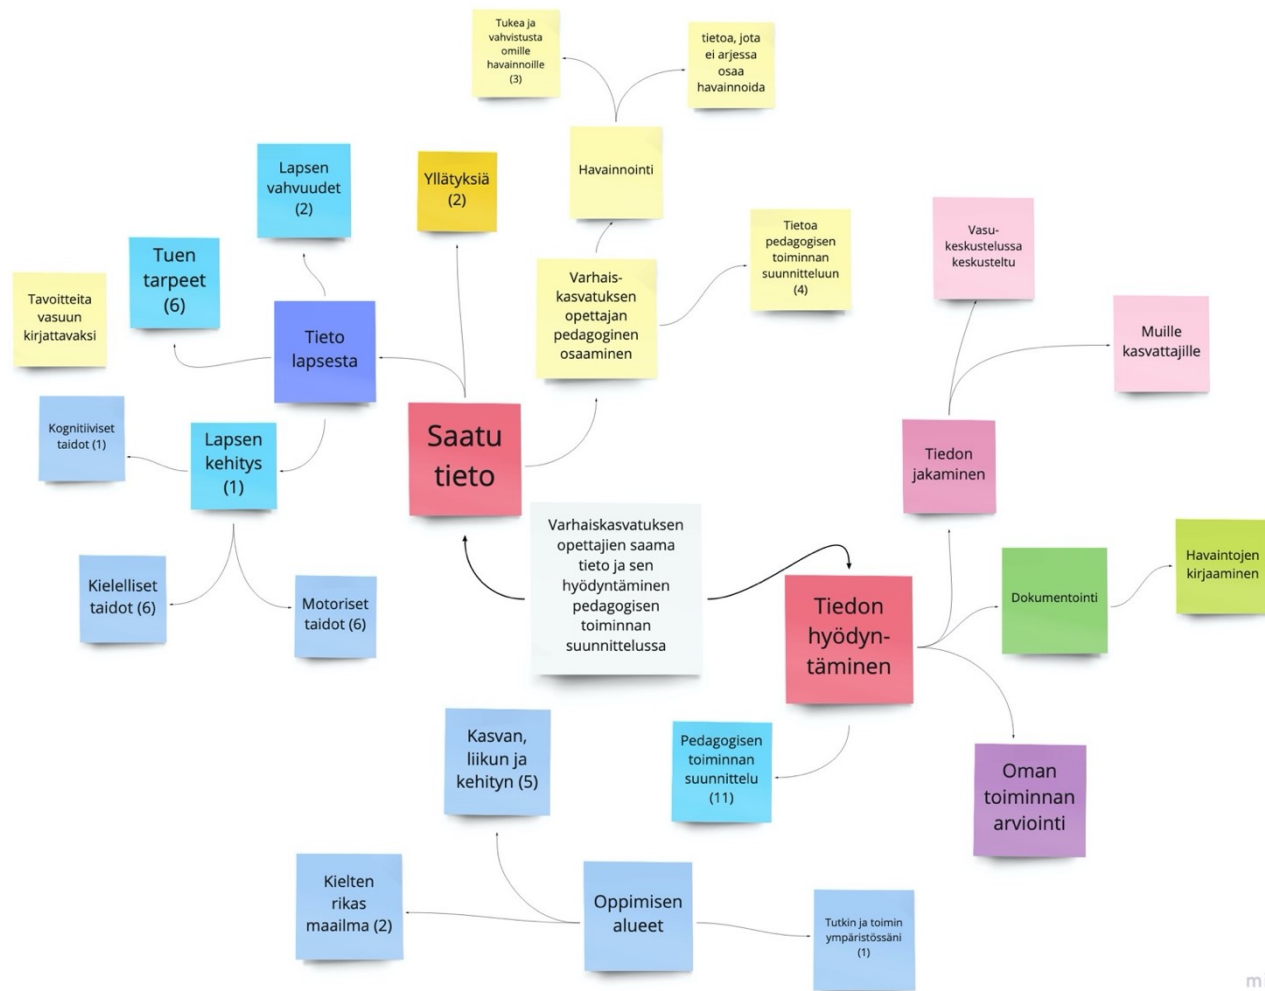 Tukea ja
vahvistusta
omille
havainnoille
(3)
tietoa, jota
ei arjessa
osaa
havainnoida
Havainnointi
Lapsen
vahvuudet
(2)
Yllätyksiä
(2)
Tuen
tarpeet
(6)
Tavoitteita
vasuun
kirjattavaksi
Tieto
lapsesta
Varhais-
kasvatuksen
opettajan
pedagoginen
osaaminen
Tietoa
pedagogisen
toiminnan
suunnitteluun
(4)
Vasu-
keskustelussa
keskusteltu
Muille
kasvattajille
Kognitiiviset
taidot (1)
Lapsen
kehitys
(1)
Saatu
tieto
Tiedon
jakaminen
Kielelliset
taidot (6)
Motoriset
taidot (6)
Varhaiskasvatuksen
opettajien saama
tieto ja sen
hyödyntäminen
pedagogisen
toiminnan
suunnittelussa
Tiedon
hyödyn-
täminen
Dokumentointi
Havaintojen
kirjaaminen
Kasvan,
liikun ja
kehityn (5)
Pedagogisen
toiminnan
suunnittelu
(11)
Oman
toiminnan
arviointi
Kielten
rikas
maailma (2)
Oppimisen
alueet
Tutkin ja toimin
ympäristössäni
(1)